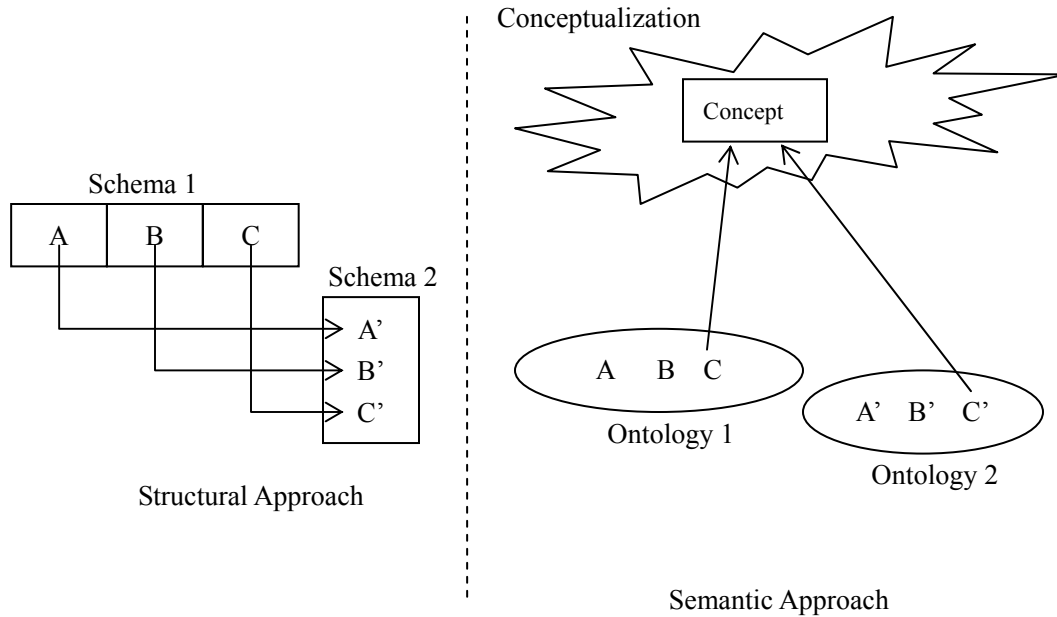 Schema 1
A B C
Schema 2
A’
B’
C’
Structural Approach
Conceptualization
Concept
A B C
Ontology 1
A’ B’ C’
Ontology 2
Semantic Approach